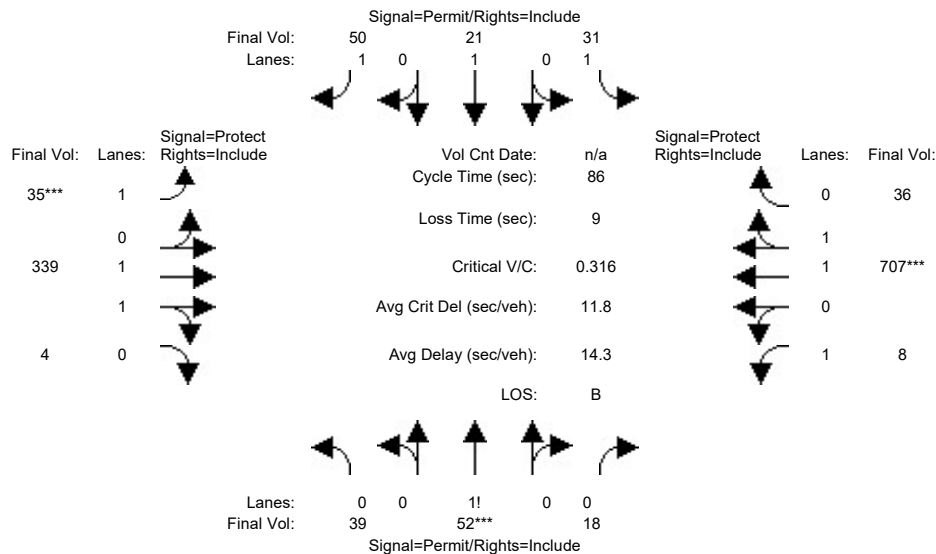 Signal=Permit/Rights=Include
Final Vol: 50 21 31
Lanes: 1 0 1 0 1
Signal=Protect
Final Vol: Lanes: Rights=Include
Vol Cnt Date: n/a
Signal=Protect
Rights=Include Lanes: Final Vol:
Cycle Time (sec): 86
35*** 1
0 36
Loss Time (sec): 9
0
1
339 1
Critical V/C: 0.316
1 707***
1
Avg Crit Del (sec/veh): 11.8
0
4 0
Avg Delay (sec/veh): 14.3
1 8
LOS: B
Lanes: 0 0 1! 0 0
Final Vol: 39 52*** 18
Signal=Permit/Rights=Include